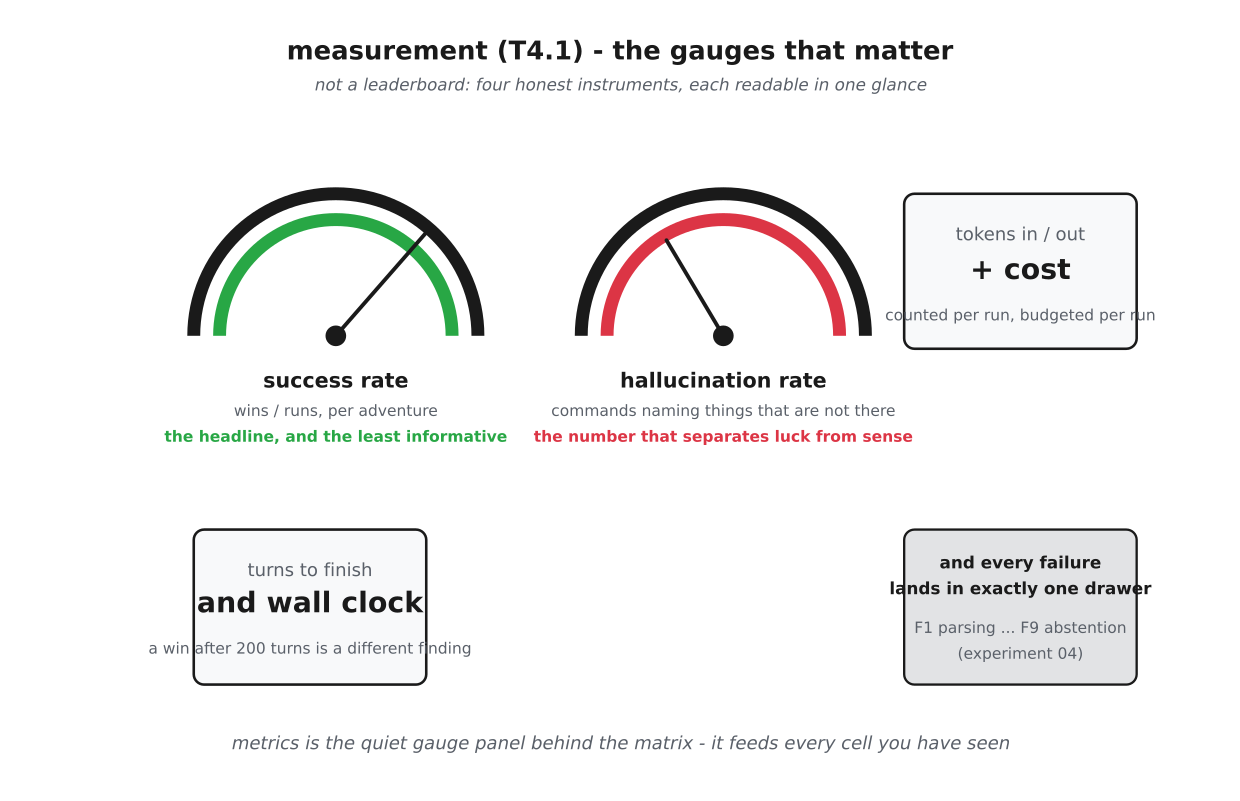 measurement (T4.1) - the gauges that matter
not a leaderboard: four honest instruments, each readable in one glance
success rate
wins / runs, per adventure
the headline, and the least informative
hallucination rate
commands naming things that are not there
the number that separates luck from sense
tokens in / out
+ cost
counted per run, budgeted per run
turns to finish
and wall clock
a win after 200 turns is a different finding
and every failure
lands in exactly one drawer
F1 parsing ... F9 abstention
(experiment 04)
metrics is the quiet gauge panel behind the matrix - it feeds every cell you have seen